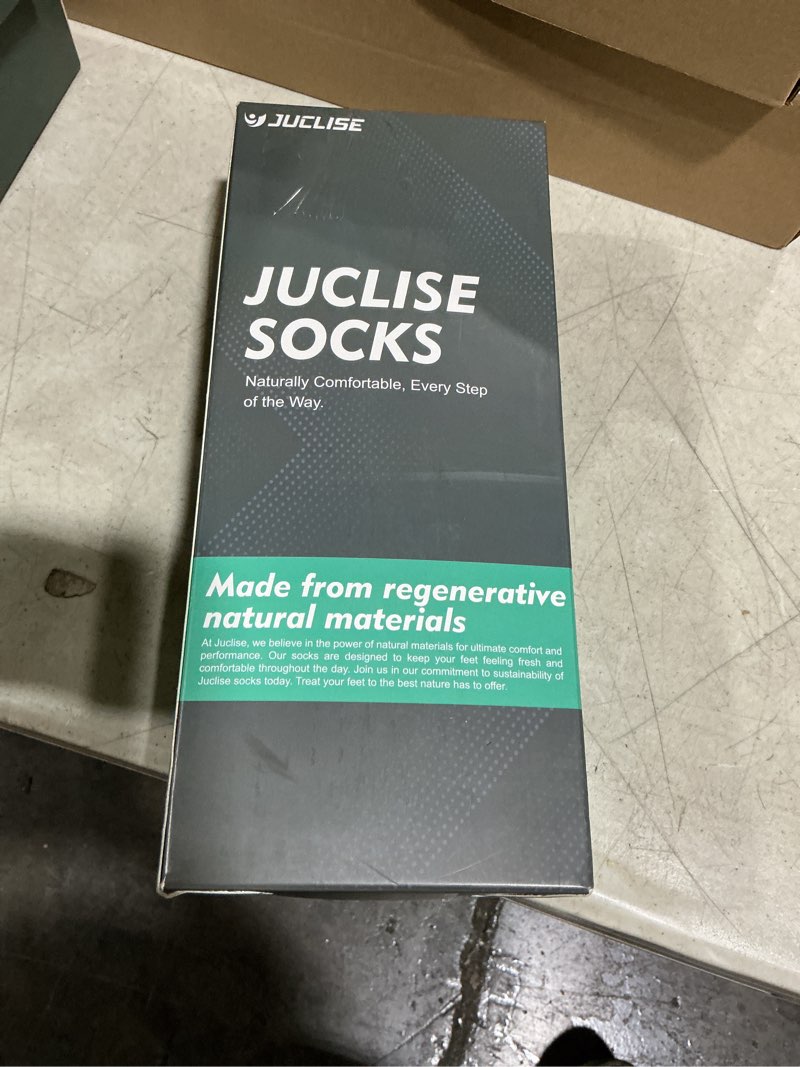 JUCLISE
JUCLISE
SOCKS
Naturally Comfortable, Every Step
of the Way.
Made from regenerative
natural materials
At Juclise, we believe in the power of natural materials for ultimate comfort and
performance. Our socks are designed to keep your feet feeling fresh and
comfortable throughout the day. Join us in our commitment to sustainability of
Juclise socks today. Treat your feet to the best nature has to offer.